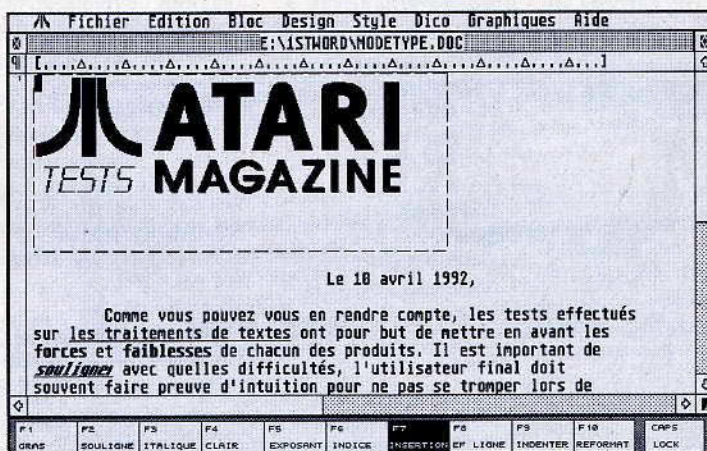 Fichier Edition Bloc Design Style Dico Graphiques Aide
E:\1STWORD\MODETYPE.DOC
ATARI
TESTS MAGAZINE
Le 10 avril 1992,
Comme vous pouvez vous en rendre compte, les tests effectués
sur les traitements de textes ont pour but de mettre en avant les
forces et faiblesses de chacun des produits. Il est important de
souligner avec quelles difficultés, l'utilisateur final doit
souvent faire preuve d'intuition pour ne pas se tromper lors de
F1 F2 F3 F4 F5 F6 F7 F8 F9 F10 CAPS
GRAS SOULIGNE ITALIQUE CLAIR EXPOSANT INDICE INSERTION EF LIGNE INDENTER REFORMAT LOCK